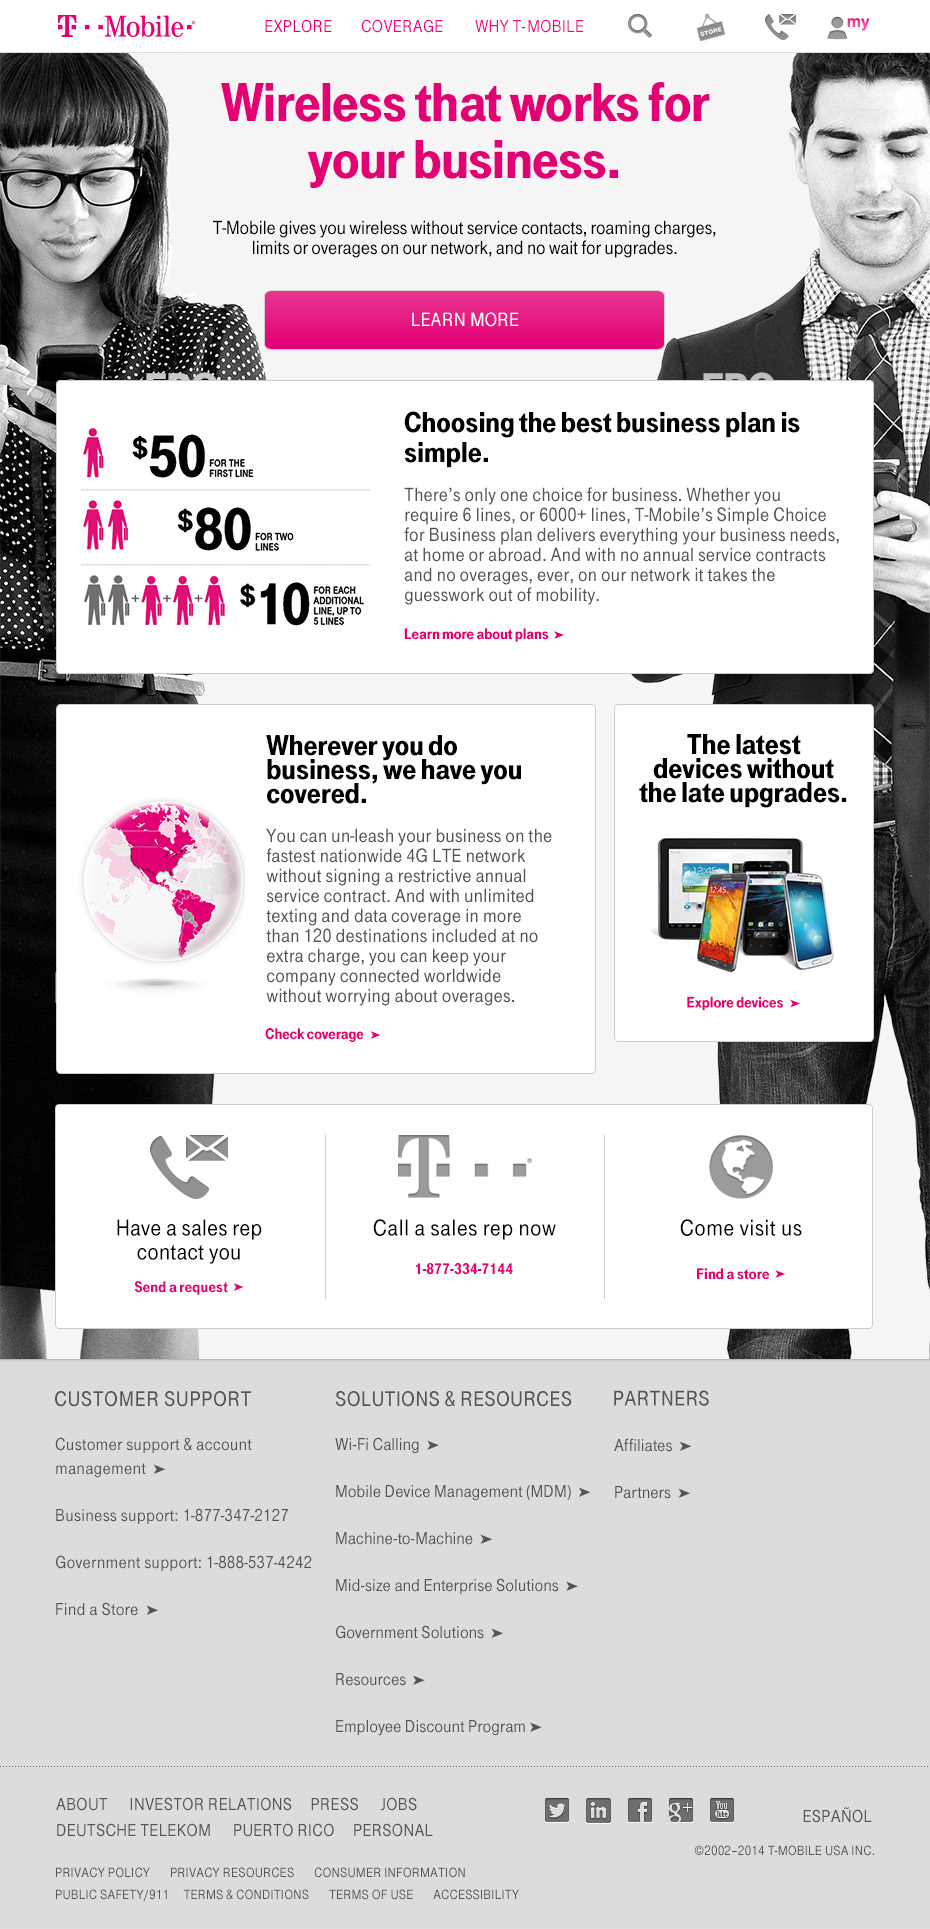 T··Mobile·®
EXPLORE COVERAGE WHY T-MOBILE
STORE
my
Wireless that works for
your business.
T-Mobile gives you wireless without service contacts, roaming charges,
limits or overages on our network, and no wait for upgrades.
LEARN MORE
$50 FOR THE
FIRST LINE
$80 FOR TWO
LINES
+ + + $10 FOR EACH
ADDITIONAL
LINE, UP TO
5 LINES
Choosing the best business plan is
simple.
There's only one choice for business. Whether you
require 6 lines, or 6000+ lines, T-Mobile's Simple Choice
for Business plan delivers everything your business needs,
at home or abroad. And with no annual service contracts
and no overages, ever, on our network it takes the
guesswork out of mobility.
Learn more about plans ➤
Wherever you do
business, we have you
covered.
You can un-leash your business on the
fastest nationwide 4G LTE network
without signing a restrictive annual
service contract. And with unlimited
texting and data coverage in more
than 120 destinations included at no
extra charge, you can keep your
company connected worldwide
without worrying about overages.
Check coverage ➤
The latest
devices without
the late upgrades.
12:45
12:45
Explore devices ➤
Have a sales rep
contact you
Send a request ➤
T··®
Call a sales rep now
1-877-334-7144
Come visit us
Find a store ➤
CUSTOMER SUPPORT
Customer support & account
management ➤
Business support: 1-877-347-2127
Government support: 1-888-537-4242
Find a Store ➤
SOLUTIONS & RESOURCES
Wi-Fi Calling ➤
Mobile Device Management (MDM) ➤
Machine-to-Machine ➤
Mid-size and Enterprise Solutions ➤
Government Solutions ➤
Resources ➤
Employee Discount Program ➤
PARTNERS
Affiliates ➤
Partners ➤
ABOUT INVESTOR RELATIONS PRESS JOBS
DEUTSCHE TELEKOM PUERTO RICO PERSONAL
in f g+ You Tube
ESPAÑOL
©2002–2014 T-MOBILE USA INC.
PRIVACY POLICY PRIVACY RESOURCES CONSUMER INFORMATION
PUBLIC SAFETY/911 TERMS & CONDITIONS TERMS OF USE ACCESSIBILITY